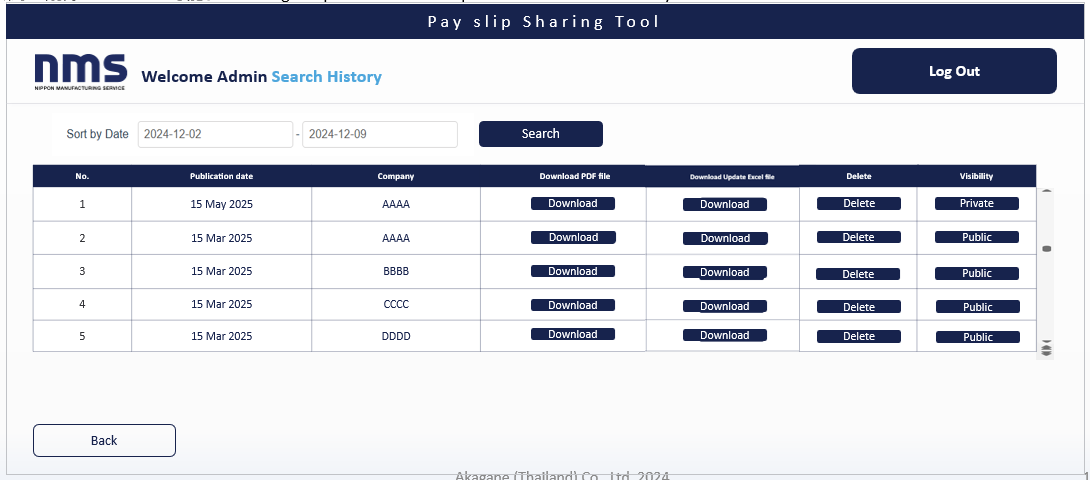 Pay slip Sharing Tool
nms
NIPPON MANUFACTURING SERVICE
Welcome Admin Search History
Log Out
Sort by Date 2024-12-02 - 2024-12-09 Search
No. Publication date Company Download PDF file Download Update Excel file Delete Visibility
1 15 May 2025 AAAA Download Download Delete Private
2 15 Mar 2025 AAAA Download Download Delete Public
3 15 Mar 2025 BBBB Download Download Delete Public
4 15 Mar 2025 CCCC Download Download Delete Public
5 15 Mar 2025 DDDD Download Download Delete Public
Back
Akagane (Thailand) Co., Ltd. 2024
1